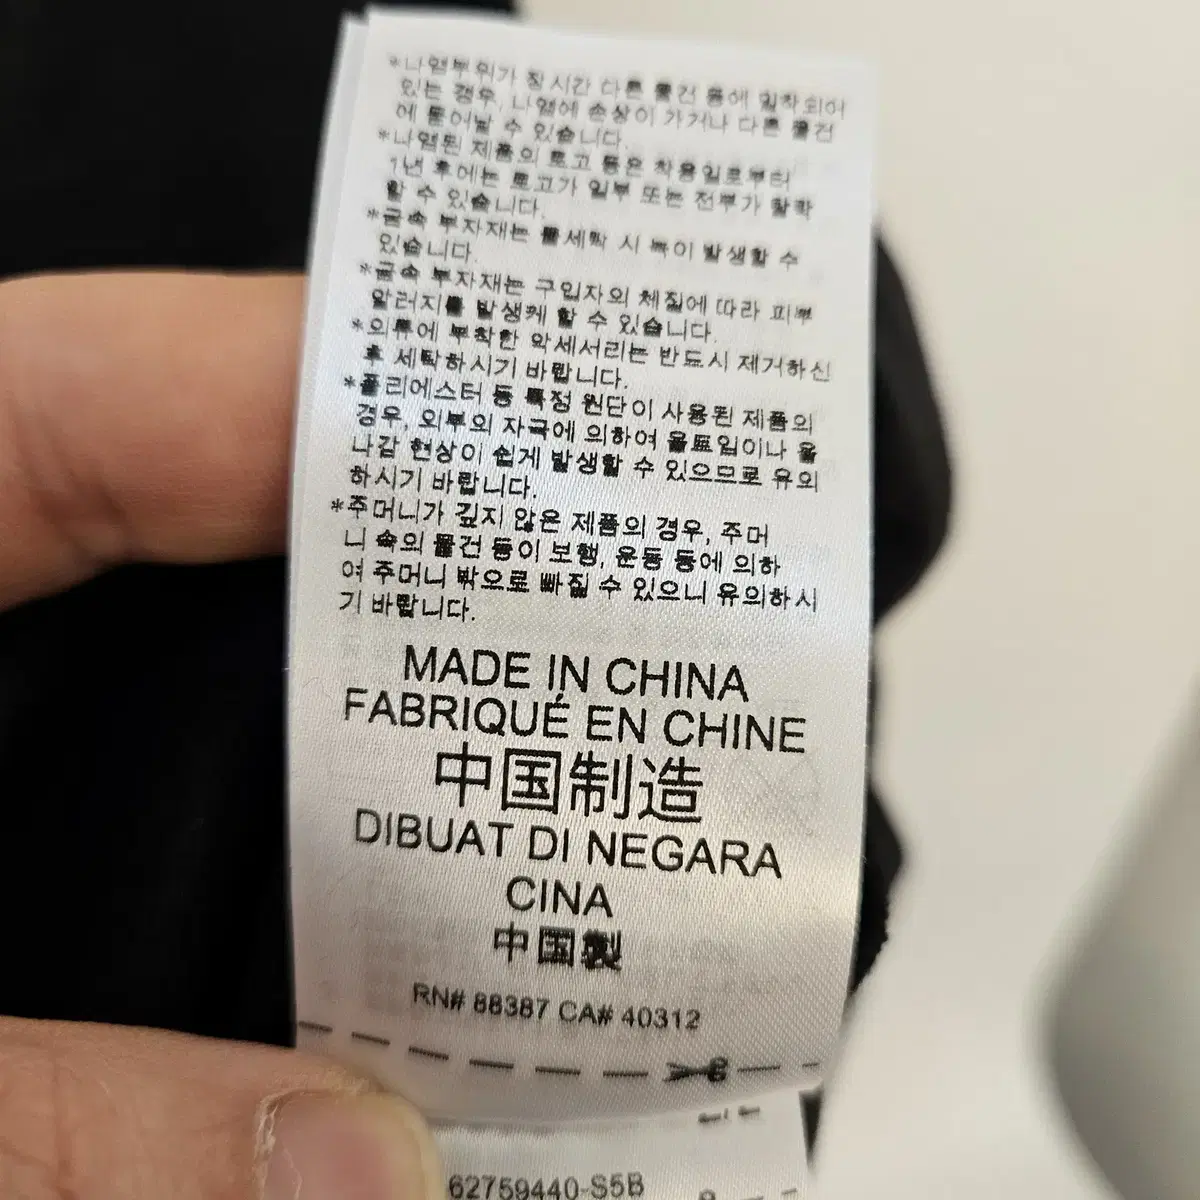 *나염부위가 장시간 다른 물건 등에 밀착되어
있는 경우, 나염에 손상이 가거나 다른 물건
에 묻어날 수 있습니다.
*나염된 제품의 로고 등은 착용일로부터
1년 후에는 로고가 일부 또는 전부가 탈락
할 수 있습니다.
*금속 부자재는 물세탁 시 녹이 발생할 수
있습니다.
*금속 부자재는 구입자의 체질에 따라 피부
알러지를 발생케 할 수 있습니다.
*의류에 부착한 악세서리는 반드시 제거하신
후 세탁하시기 바랍니다.
*폴리에스터 등 특정 원단이 사용된 제품의
경우, 외부의 자극에 의하여 올뜯임이나 올
나감 현상이 쉽게 발생할 수 있으므로 유의
하시기 바랍니다.
*주머니가 깊지 않은 제품의 경우, 주머
니 속의 물건 등이 보행, 운동 등에 의하
여 주머니 밖으로 빠질 수 있으니 유의하시
기 바랍니다.
MADE IN CHINA
FABRIQUÉ EN CHINE
中国制造
DIBUAT DI NEGARA
CINA
中国製
RN# 88387 CA# 40312
62759440-S5B